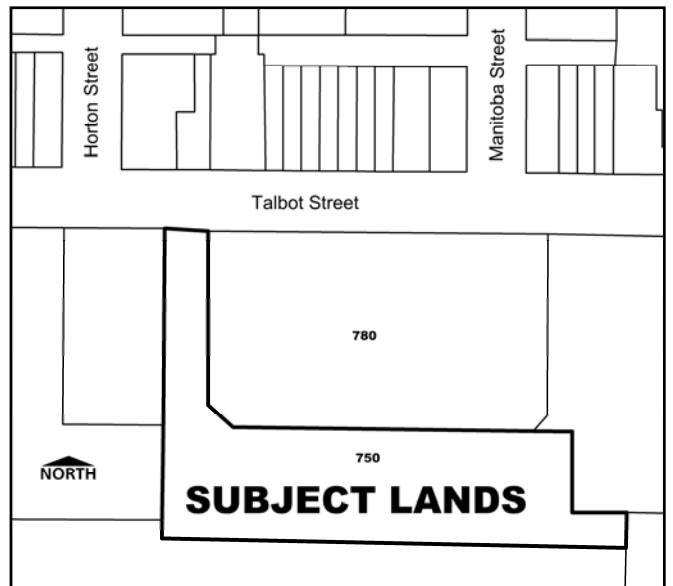 Horton Street
Manitoba Street
Talbot Street
780
750
NORTH
SUBJECT LANDS